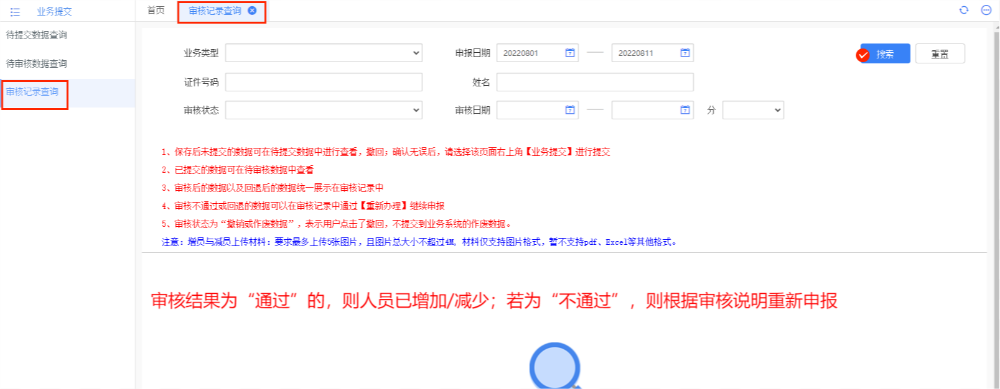 业务提交
首页
审核记录查询
待提交数据查询
待审核数据查询
审核记录查询
业务类型
申报日期 20220801 20220811
搜索 重置
证件号码
姓名
审核状态
审核日期
分
1、保存后未提交的数据可在待提交数据中进行查看，撤回；确认无误后，请选择该页面右上角【业务提交】进行提交
2、已提交的数据可在待审核数据中查看
3、审核后的数据以及回退后的数据统一展示在审核记录中
4、审核不通过或回退的数据可以在审核记录中通过【重新办理】继续申报
5、审核状态为“撤销或作废数据”，表示用户点击了撤回，不提交到业务系统的作废数据。
注意：增员与减员上传材料：要求最多上传5张图片，且图片总大小不超过4M, 材料仅支持图片格式，暂不支持pdf、Excel等其他格式。
审核结果为“通过”的，则人员已增加/减少；若为“不通过”，则根据审核说明重新申报